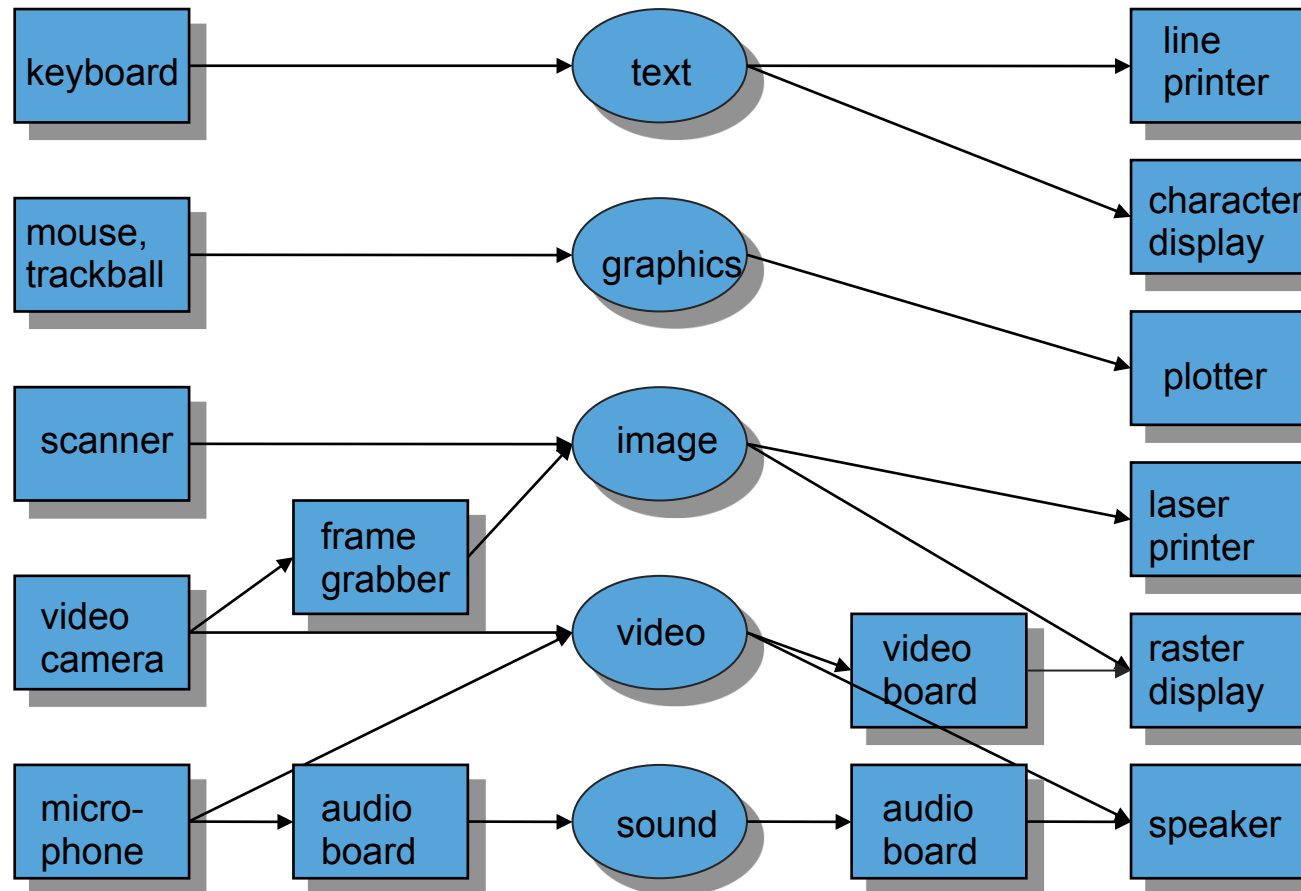 keyboard
text
line
printer
character
display
mouse,
trackball
graphics
plotter
scanner
image
laser
printer
frame
grabber
video
camera
video
video
board
raster
display
micro-
phone
audio
board
sound
audio
board
speaker